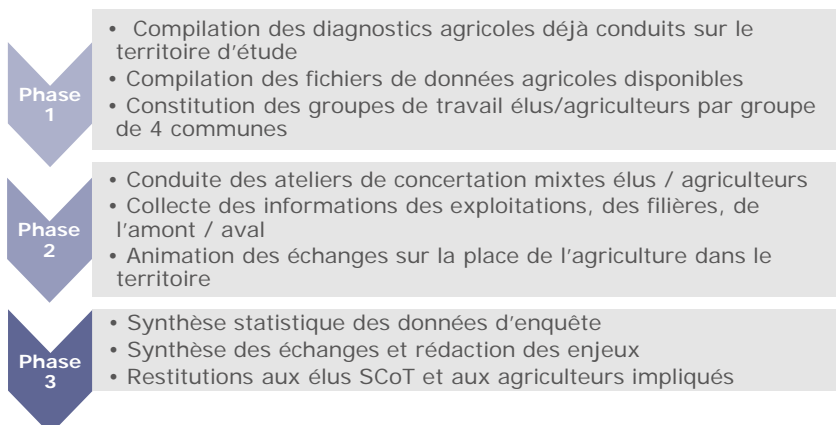 Phase
1
• Compilation des diagnostics agricoles déjà conduits sur le
territoire d'étude
• Compilation des fichiers de données agricoles disponibles
• Constitution des groupes de travail élus/agriculteurs par groupe
de 4 communes
Phase
2
• Conduite des ateliers de concertation mixtes élus / agriculteurs
• Collecte des informations des exploitations, des filières, de
l'amont / aval
• Animation des échanges sur la place de l'agriculture dans le
territoire
Phase
3
• Synthèse statistique des données d'enquête
• Synthèse des échanges et rédaction des enjeux
• Restitutions aux élus SCoT et aux agriculteurs impliqués